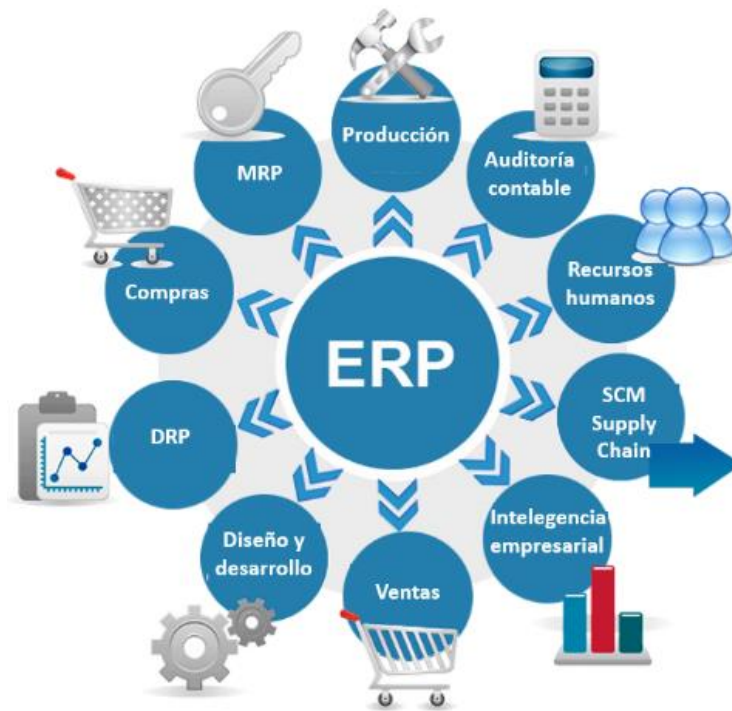 Producción
MRP
Auditoría
contable
Compras
Recursos
humanos
ERP
DRP
SCM
Supply
Chain
Diseño y
desarrollo
Ventas
Intelegencia
empresarial